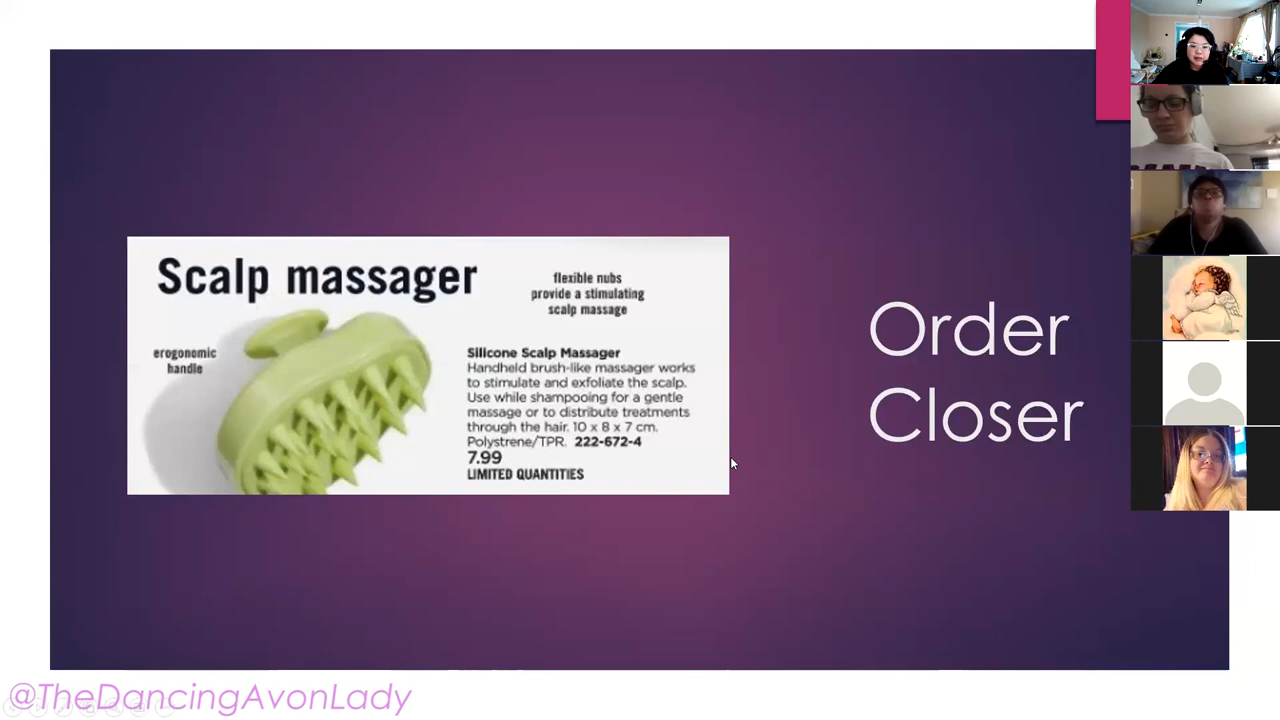 Scalp massager
flexible nubs
provide a stimulating
scalp massage
erogonomic
handle
Silicone Scalp Massager
Handheld brush-like massager works
to stimulate and exfoliate the scalp.
Use while shampooing for a gentle
massage or to distribute treatments
through the hair. 10 x 8 x 7 cm.
Polystrene/TPR. 222-672-4
7.99
LIMITED QUANTITIES
Order
Closer
@TheDancingAvonLady